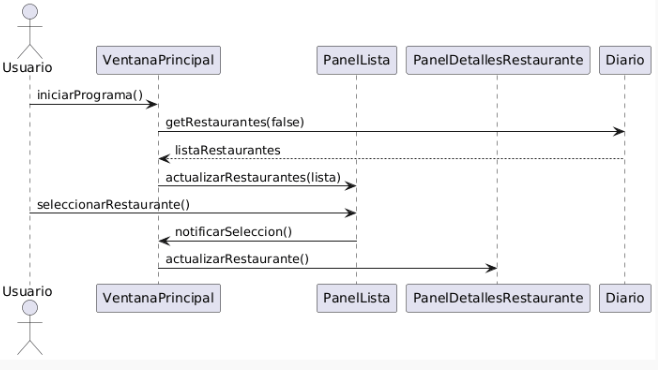 Usuario
VentanaPrincipal
PanelLista
PanelDetallesRestaurante
Diario
iniciarPrograma()
getRestaurantes(false)
listaRestaurantes
actualizarRestaurantes(lista)
seleccionarRestaurante()
notificarSeleccion()
actualizarRestaurante()
Usuario
VentanaPrincipal
PanelLista
PanelDetallesRestaurante
Diario